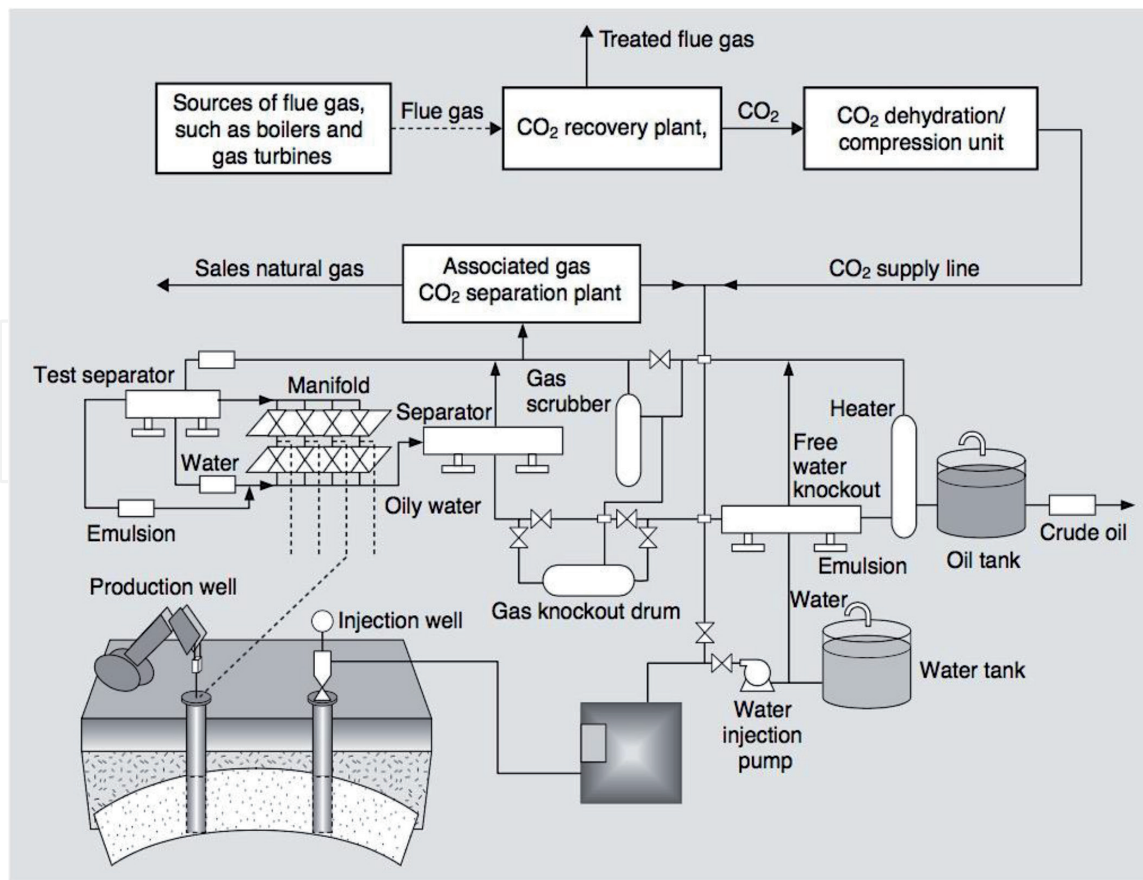 Treated flue gas
Sources of flue gas,
such as boilers and
gas turbines
Flue gas
CO₂ recovery plant,
CO₂
CO₂ dehydration/
compression unit
Sales natural gas
Associated gas
CO₂ separation plant
CO₂ supply line
Test separator
Manifold
Separator
Gas
scrubber
Heater
Free
water
knockout
Water
Oily water
Emulsion
Crude oil
Oil tank
Emulsion
Production well
Gas knockout drum
Water
Injection well
Water tank
Water
injection
pump